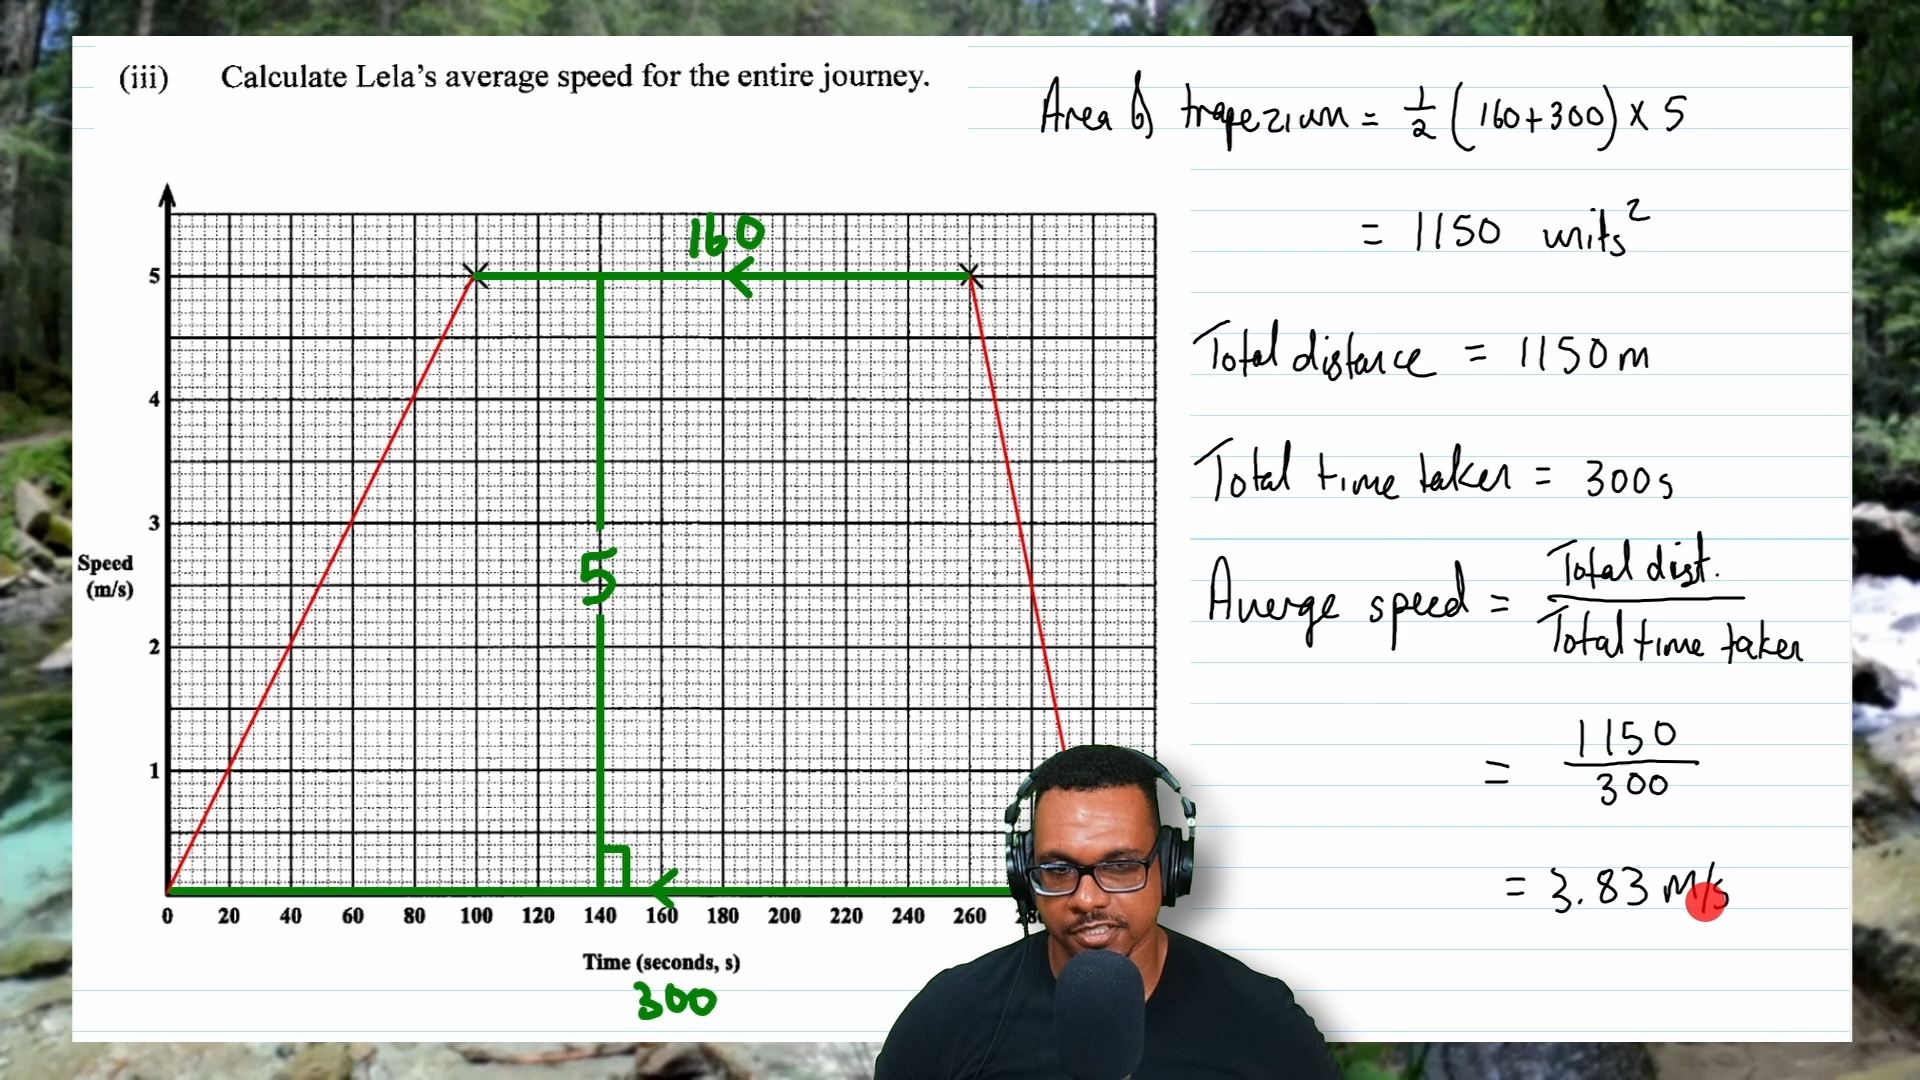 (iii) Calculate Lela's average speed for the entire journey.
Area of trapezium = 1/2 (160+300) × 5
= 1150 units²
Total distance = 1150 m
Total time taken = 300s
Average speed = Total dist. / Total time taken
= 1150 / 300
= 3.83 m/s
160
5
4
3
2
1
5
Speed
(m/s)
0 20 40 60 80 100 120 140 160 180 200 220 240 260
Time (seconds, s)
300